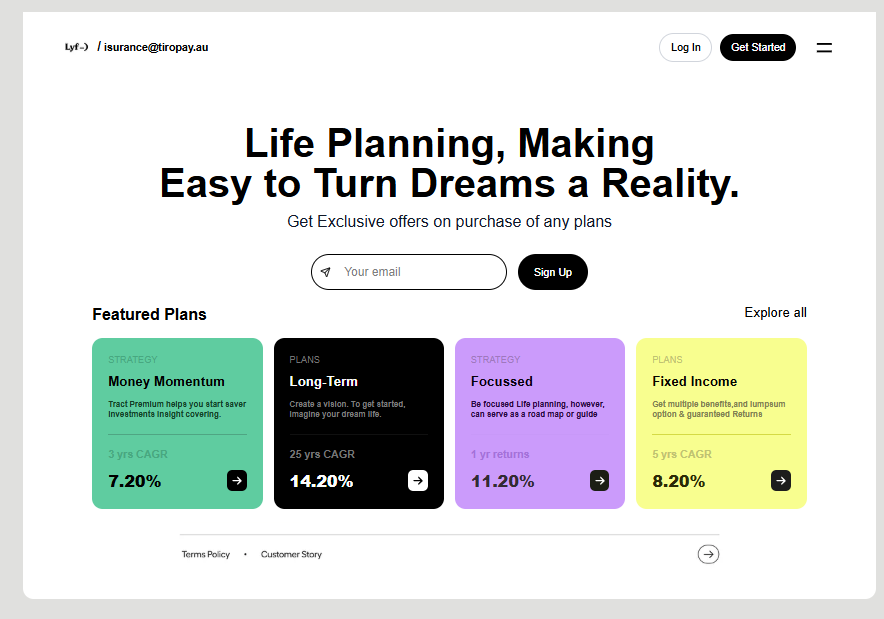 Lyf / isurance@tiropay.au
Log In
Get Started
Life Planning, Making
Easy to Turn Dreams a Reality.
Get Exclusive offers on purchase of any plans
Your email
Sign Up
Featured Plans
Explore all
STRATEGY
Money Momentum
Tract Premium helps you start saver
investments insight covering.
3 yrs CAGR
7.20%
PLANS
Long-Term
Create a vision. To get started,
imagine your dream life.
25 yrs CAGR
14.20%
STRATEGY
Focussed
Be focused Life planning, however,
can serve as a road map or guide
1 yr returns
11.20%
PLANS
Fixed Income
Get multiple benefits,and lumpsum
option & guaranteed Returns
5 yrs CAGR
8.20%
Terms Policy • Customer Story